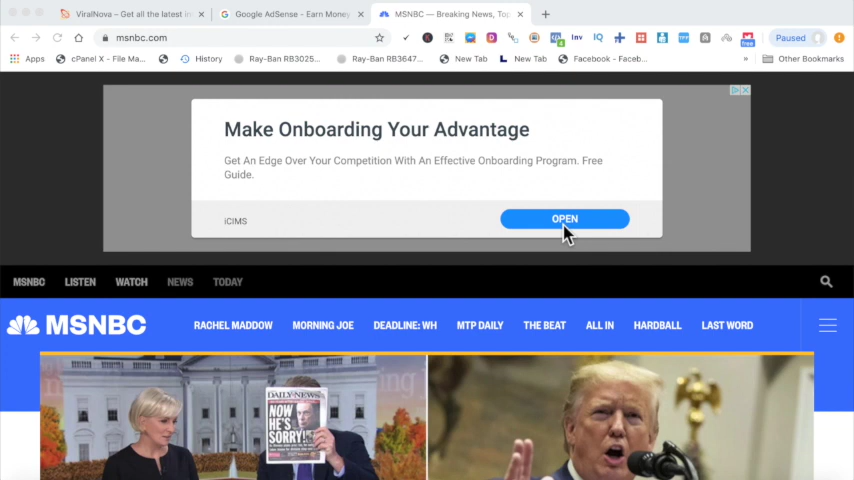 ViralNova – Get all the latest in
Google AdSense - Earn Money
MSNBC — Breaking News, Top
msnbc.com
Inv
IQ
free
Paused
Apps
cPanel X - File Ma...
History
Ray-Ban RB3025...
Ray-Ban RB3647...
New Tab
New Tab
Facebook - Faceb...
»
Other Bookmarks
Make Onboarding Your Advantage
Get An Edge Over Your Competition With An Effective Onboarding Program. Free
Guide.
iCIMS
OPEN
MSNBC LISTEN WATCH NEWS TODAY
MSNBC
RACHEL MADDOW MORNING JOE DEADLINE: WH MTP DAILY THE BEAT ALL IN HARDBALL LAST WORD
DAILY NEWS
NOW
HE'S
SORRY!